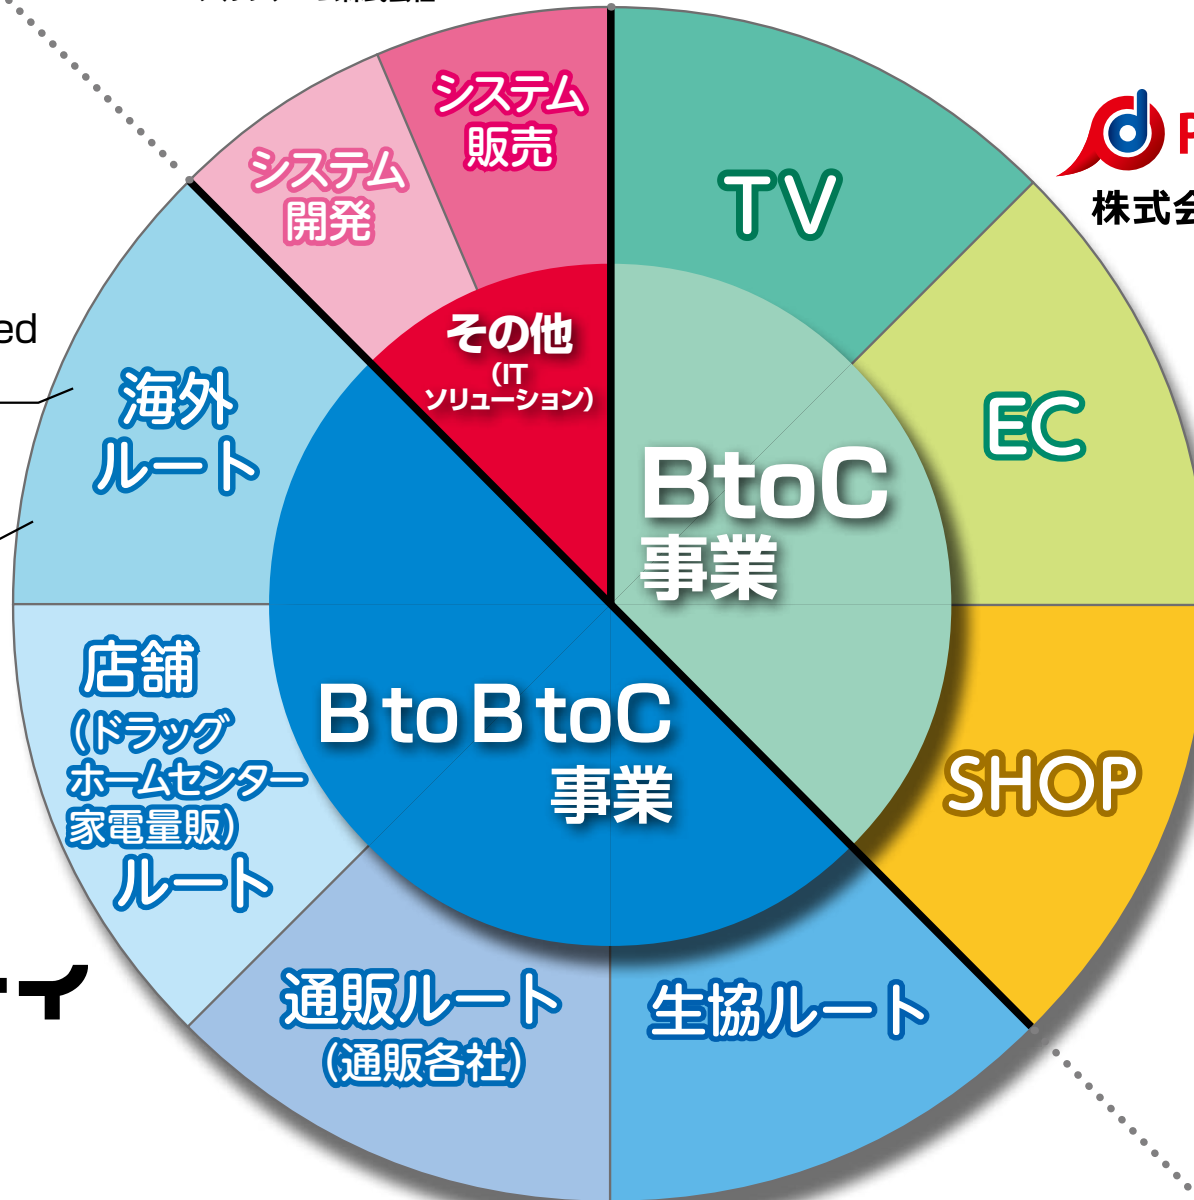 システム
販売
システム
開発
TV
P
株式会
その他
（IT
ソリューション）
ed
海外
ルート
EC
BtoC
事業
店舗
（ドラッグ
ホームセンター
家電量販）
ルート
BtoBtoC
事業
SHOP
ィ
通販ルート
（通販各社）
生協ルート